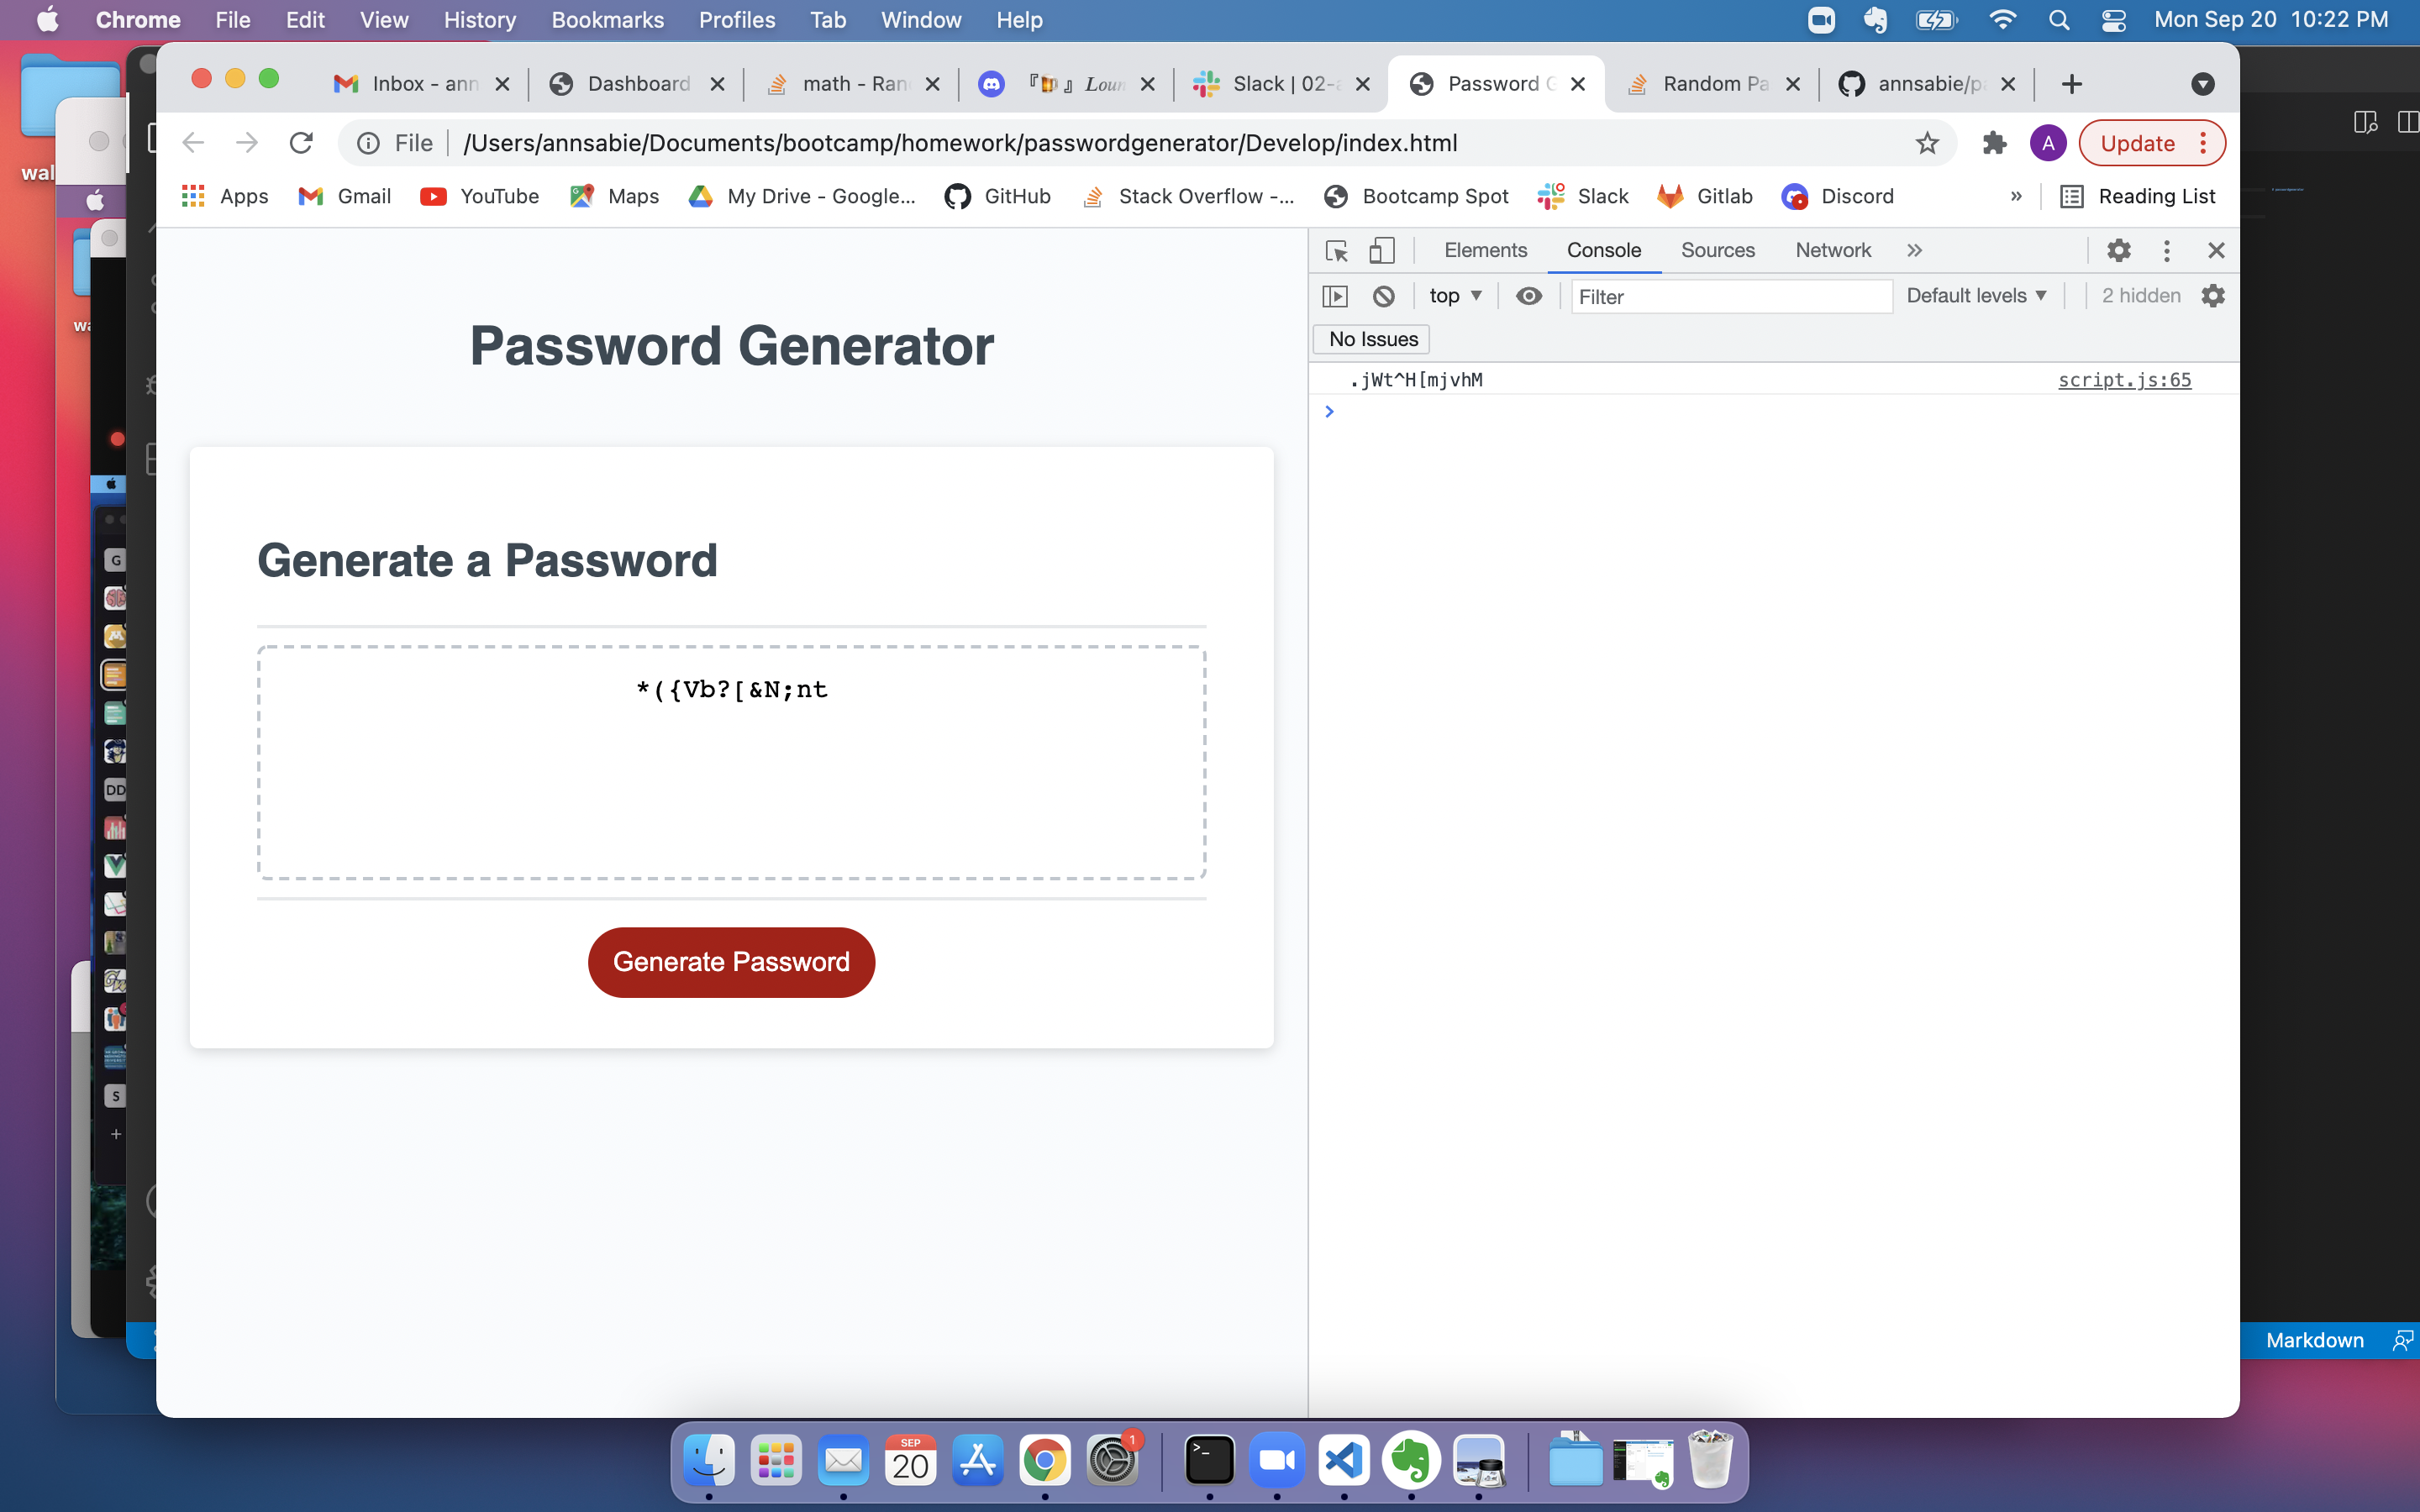 Chrome File Edit View History Bookmarks Profiles Tab Window Help Mon Sep 20 10:22 PM
Inbox - ann Dashboard math - Ran 『🍺』 Loun Slack | 02-a Password G Random Pa annsabie/pa
File /Users/annsabie/Documents/bootcamp/homework/passwordgenerator/Develop/index.html A Update
Apps Gmail YouTube Maps My Drive - Google... GitHub Stack Overflow -... Bootcamp Spot Slack Gitlab Discord » Reading List
wal
wa
Elements Console Sources Network »
top Filter Default levels 2 hidden
No Issues
.jWt^H[mjvhM script.js:65
>
Password Generator
Generate a Password
*({Vb?[&N;nt
Generate Password
G
DD
S
+
Markdown
SEP
20
1